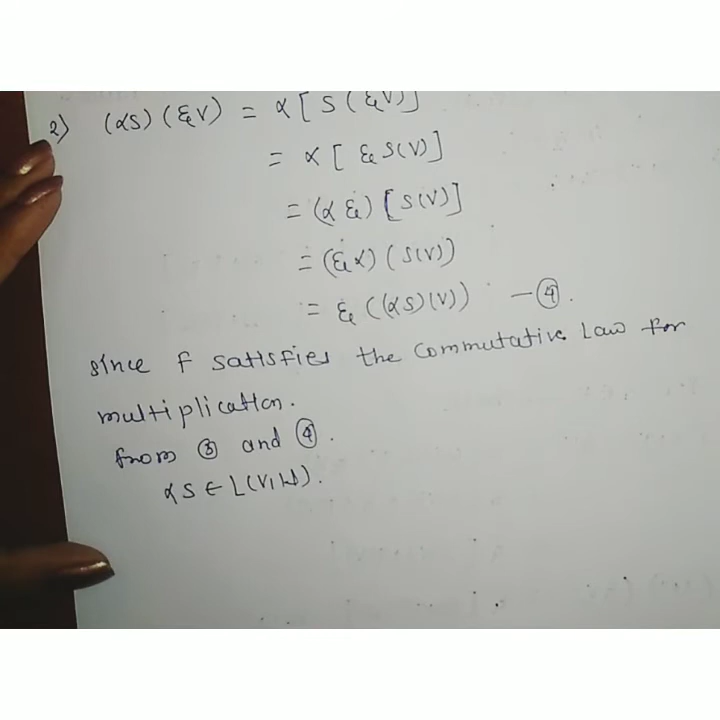 2) (αS)(ξv) = α[S(ξv)]
= α[ξ S(v)]
= (αξ)[S(v)]
= (ξα)(S(v))
= ξ((αS)(v)) — ④.
since F satisfies the commutative Law for
multiplication.
from ③ and ④.
αS ∈ L(V,W).